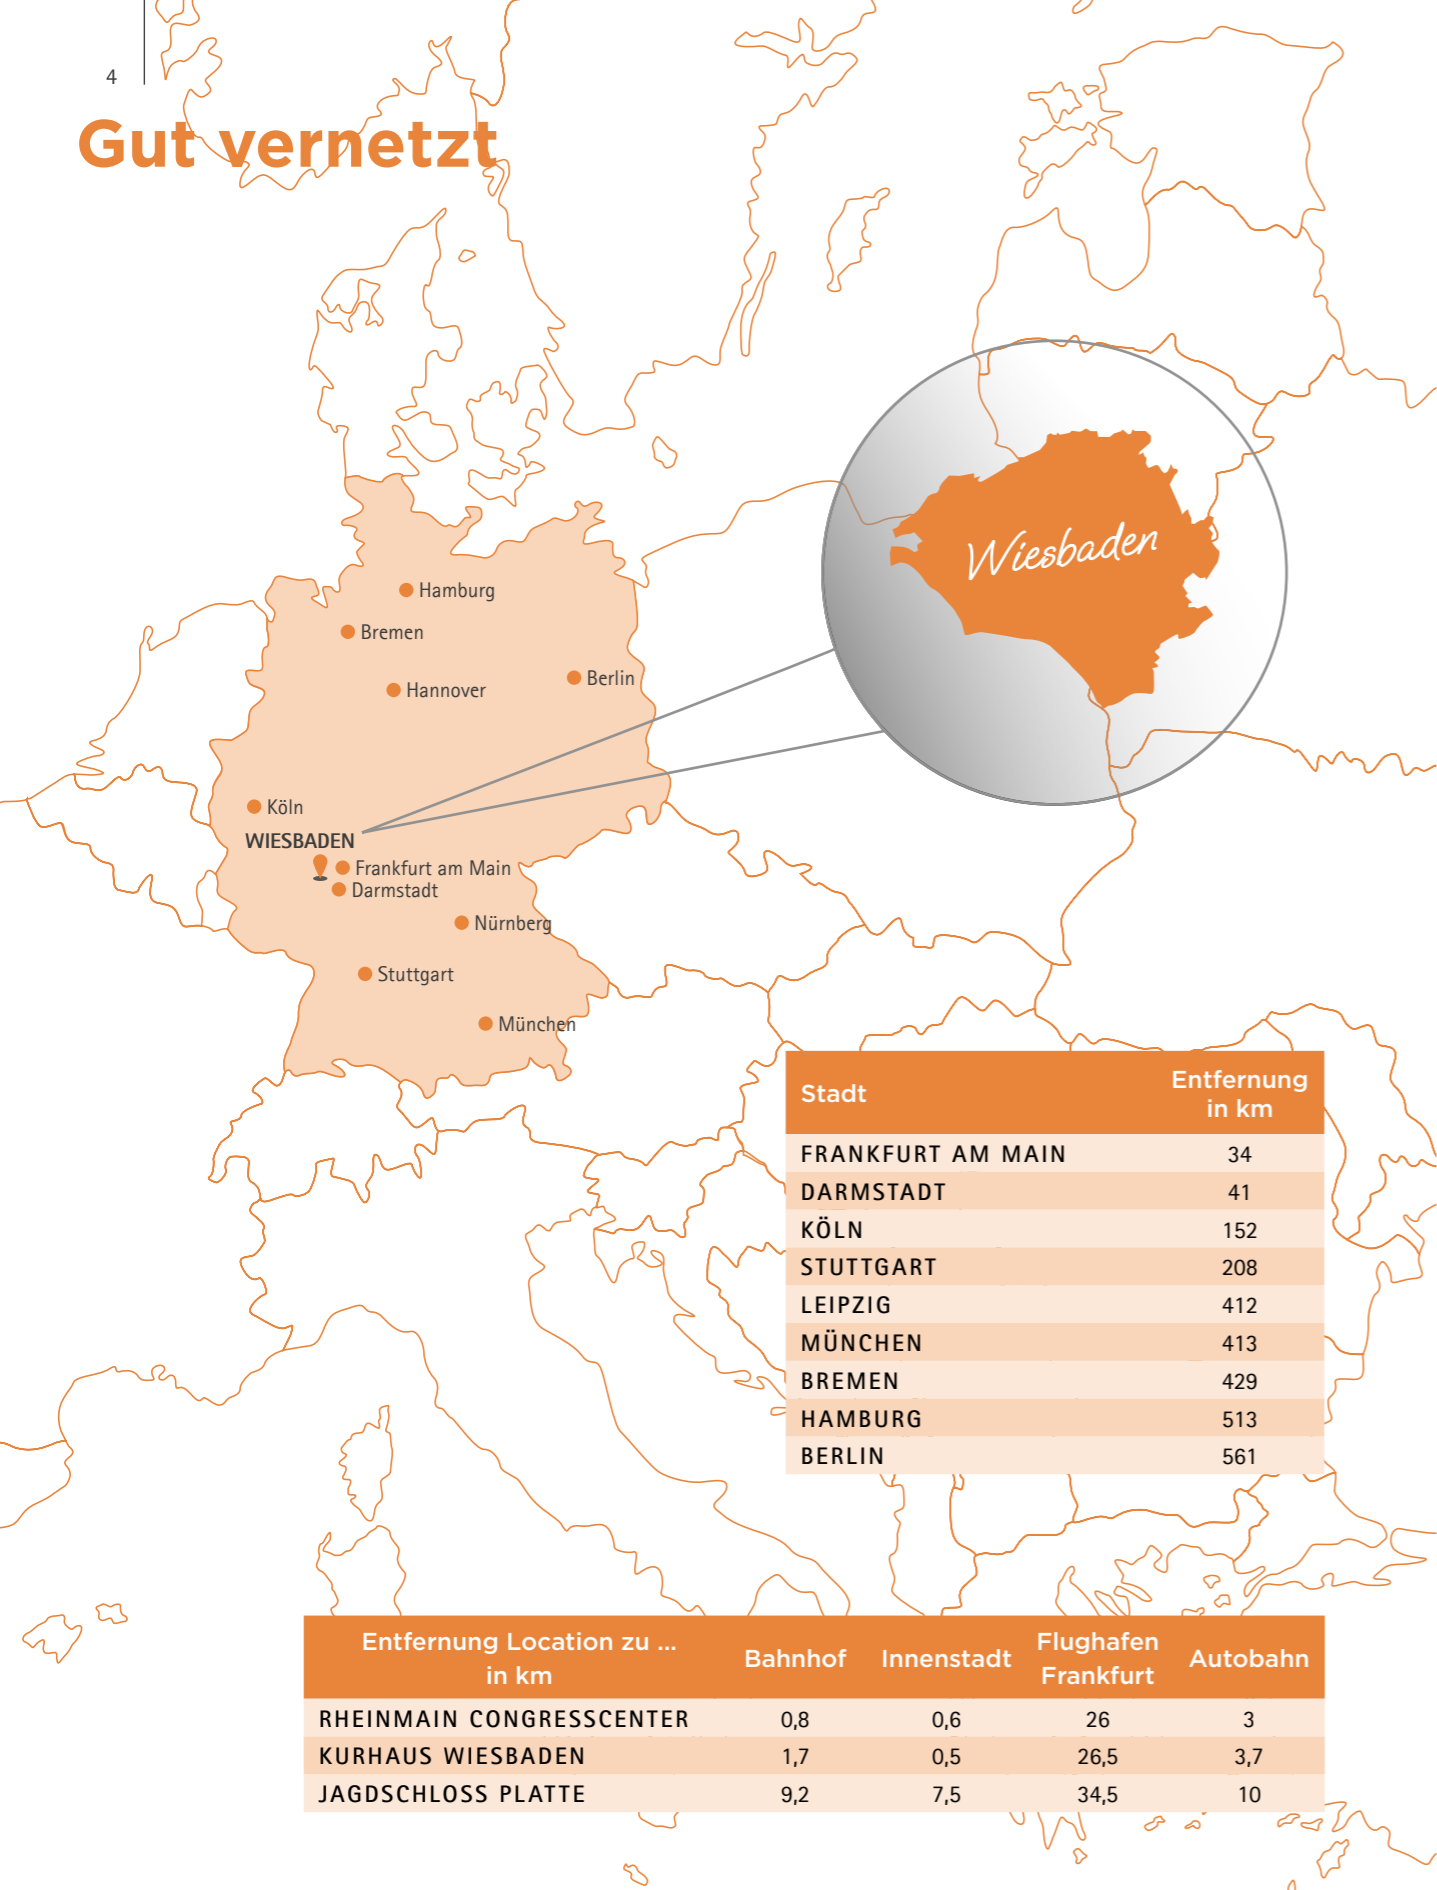 4
Gut vernetzt
Wiesbaden
Hamburg
Bremen
Berlin
Hannover
Köln
WIESBADEN
Frankfurt am Main
Darmstadt
Nürnberg
Stuttgart
München
Stadt Entfernung
in km
FRANKFURT AM MAIN 34
DARMSTADT 41
KÖLN 152
STUTTGART 208
LEIPZIG 412
MÜNCHEN 413
BREMEN 429
HAMBURG 513
BERLIN 561
Entfernung Location zu ...
in km
Bahnhof
Innenstadt
Flughafen
Frankfurt
Autobahn
RHEINMAIN CONGRESSCENTER 0,8 0,6 26 3
KURHAUS WIESBADEN 1,7 0,5 26,5 3,7
JAGDSCHLOSS PLATTE 9,2 7,5 34,5 10